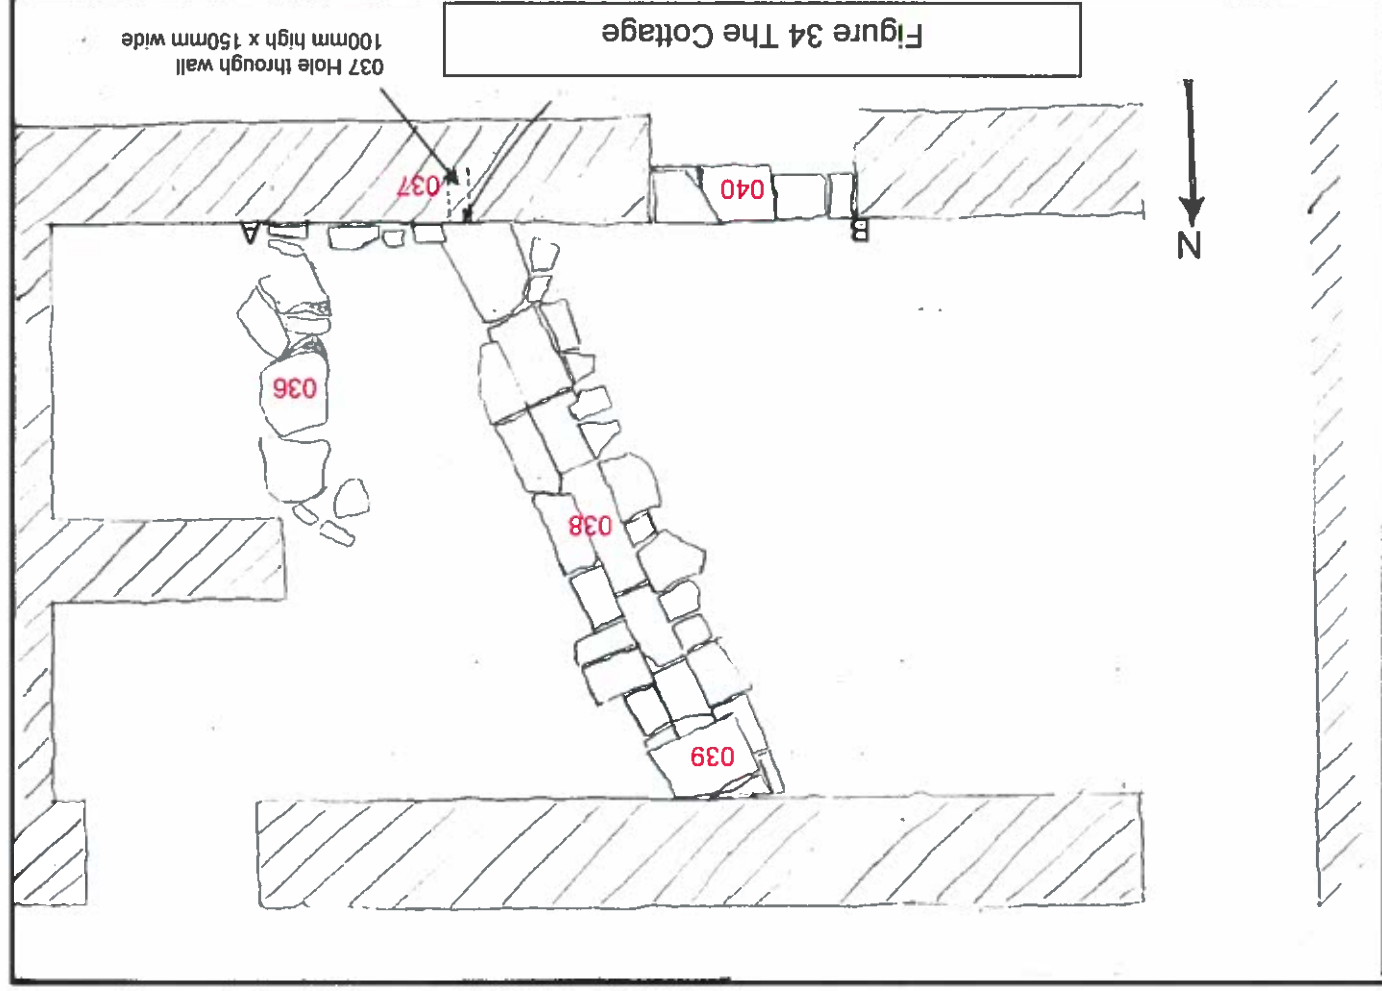 039
038
036
N
B
A
040
037
037 Hole through wall
100mm high x 150mm wide
Figure 34 The Cottage